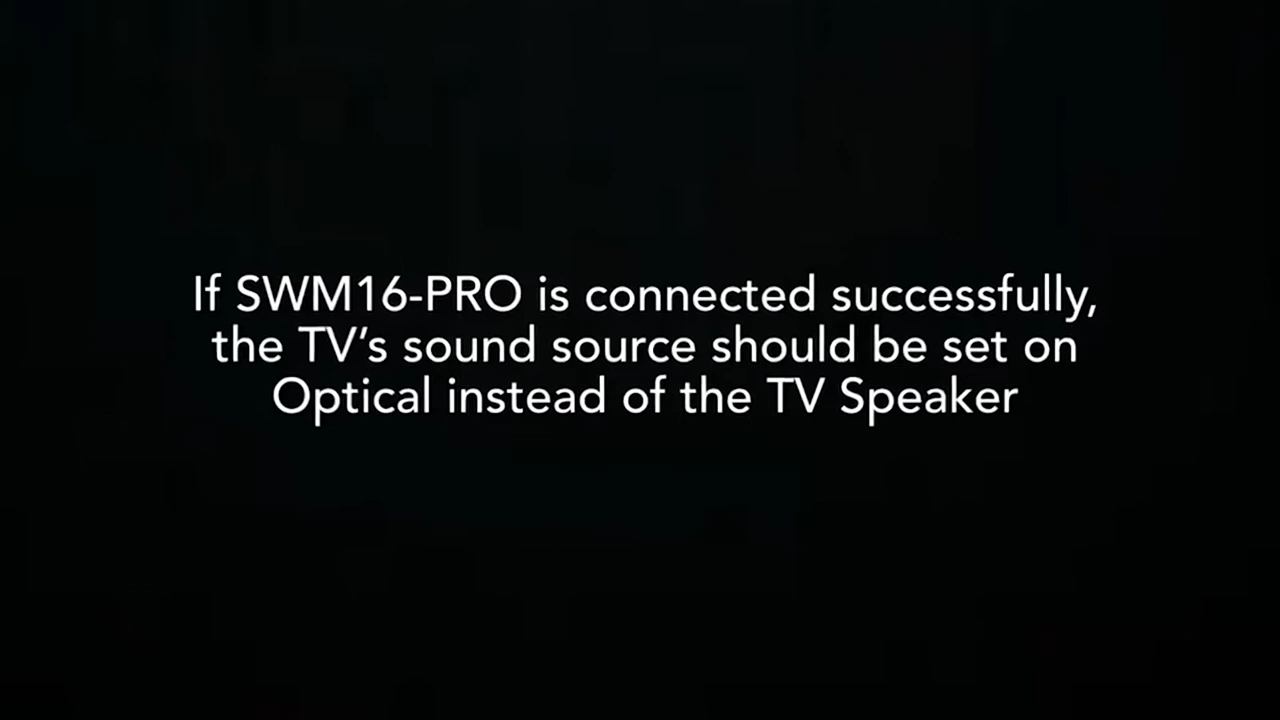 If SWM16-PRO is connected successfully,
the TV’s sound source should be set on
Optical instead of the TV Speaker